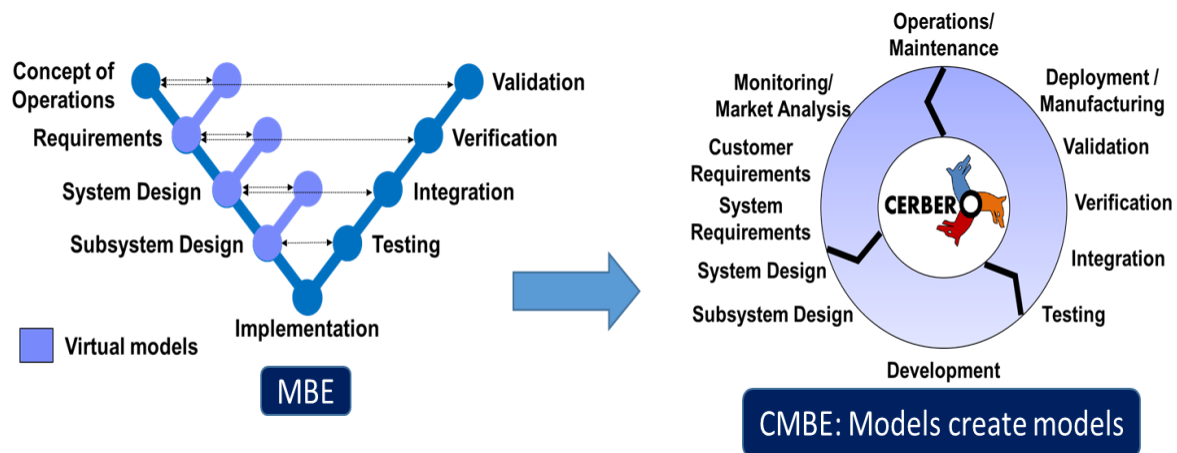 Concept of
Operations
Requirements
System Design
Subsystem Design
Implementation
Validation
Verification
Integration
Testing
Virtual models
MBE
Operations/
Maintenance
Monitoring/
Market Analysis
Customer
Requirements
System
Requirements
System Design
Subsystem Design
Development
Deployment /
Manufacturing
Validation
Verification
Integration
Testing
CERBERO
CMBE: Models create models